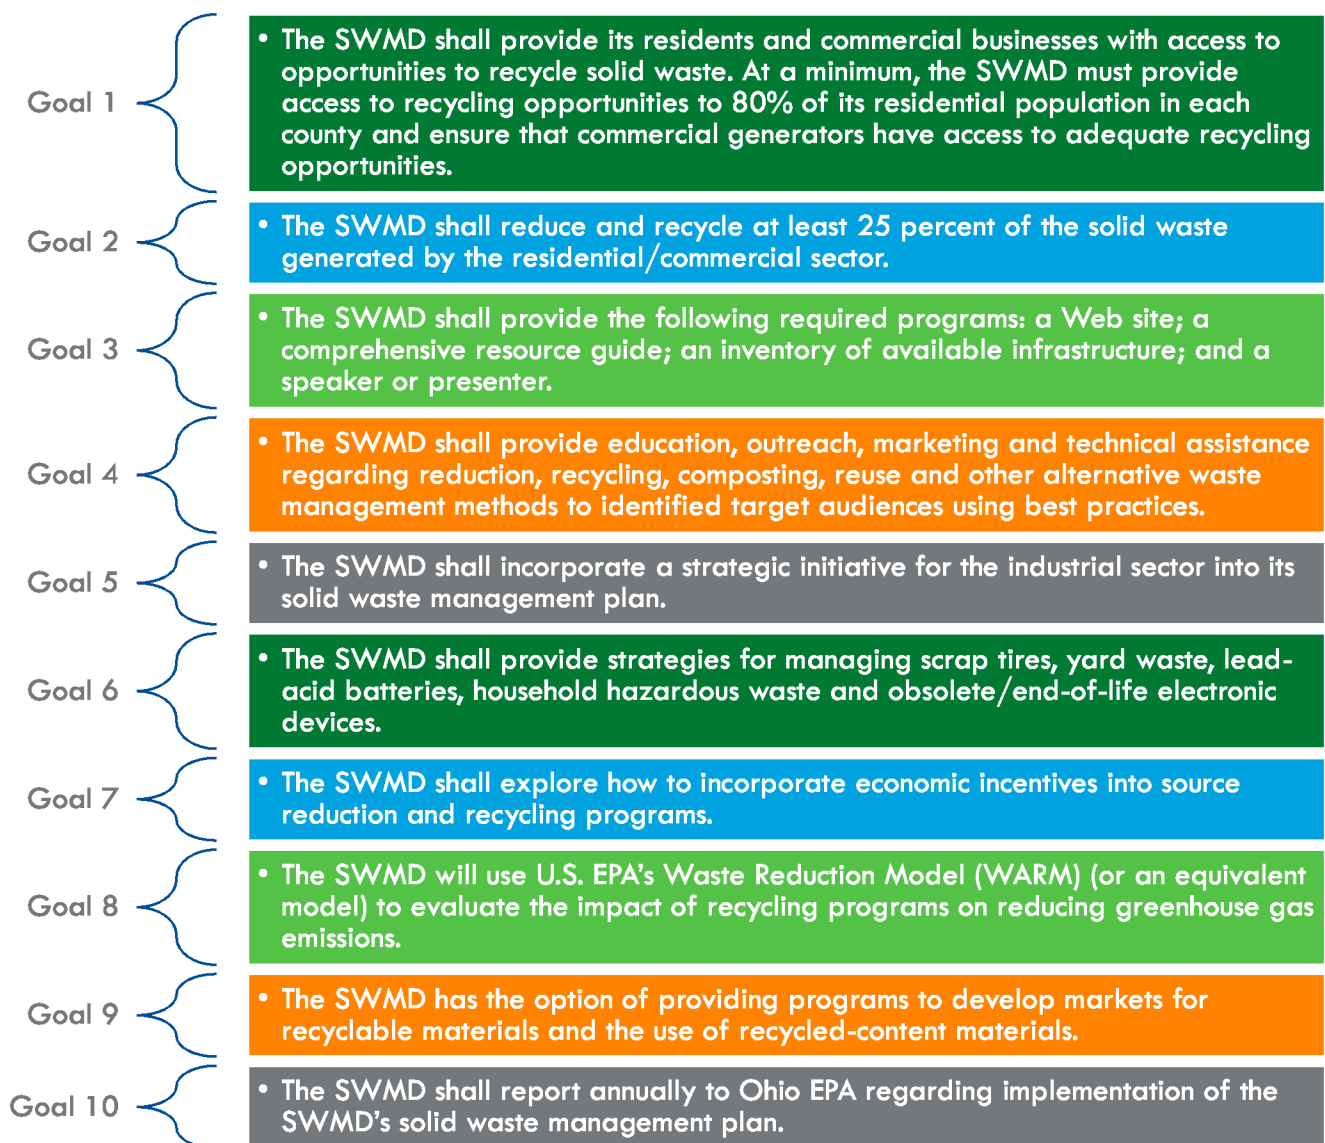 Goal 1
• The SWMD shall provide its residents and commercial businesses with access to
opportunities to recycle solid waste. At a minimum, the SWMD must provide
access to recycling opportunities to 80% of its residential population in each
county and ensure that commercial generators have access to adequate recycling
opportunities.
Goal 2
• The SWMD shall reduce and recycle at least 25 percent of the solid waste
generated by the residential/commercial sector.
Goal 3
• The SWMD shall provide the following required programs: a Web site; a
comprehensive resource guide; an inventory of available infrastructure; and a
speaker or presenter.
Goal 4
• The SWMD shall provide education, outreach, marketing and technical assistance
regarding reduction, recycling, composting, reuse and other alternative waste
management methods to identified target audiences using best practices.
Goal 5
• The SWMD shall incorporate a strategic initiative for the industrial sector into its
solid waste management plan.
Goal 6
• The SWMD shall provide strategies for managing scrap tires, yard waste, lead-
acid batteries, household hazardous waste and obsolete/end-of-life electronic
devices.
Goal 7
• The SWMD shall explore how to incorporate economic incentives into source
reduction and recycling programs.
Goal 8
• The SWMD will use U.S. EPA's Waste Reduction Model (WARM) (or an equivalent
model) to evaluate the impact of recycling programs on reducing greenhouse gas
emissions.
Goal 9
• The SWMD has the option of providing programs to develop markets for
recyclable materials and the use of recycled-content materials.
Goal 10
• The SWMD shall report annually to Ohio EPA regarding implementation of the
SWMD's solid waste management plan.